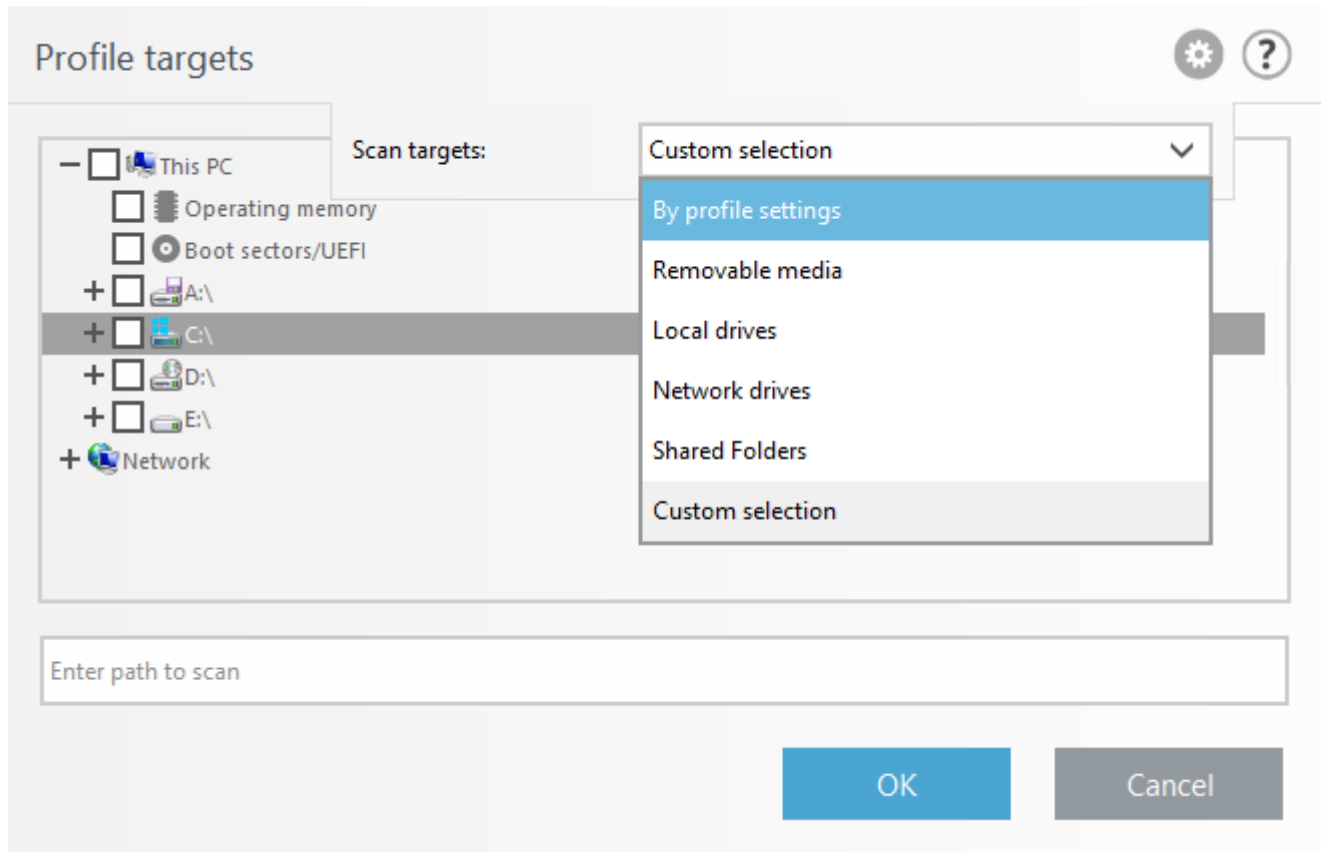 Profile targets
?
Scan targets:
Custom selection
This PC
Operating memory
Boot sectors/UEFI
A:\
C:\
D:\
E:\
Network
By profile settings
Removable media
Local drives
Network drives
Shared Folders
Custom selection
Enter path to scan
OK
Cancel